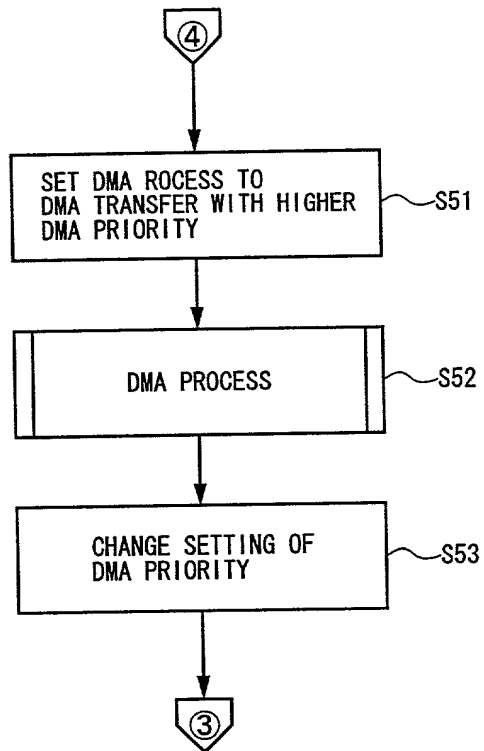 ④
SET DMA ROCESS TO
DMA TRANSFER WITH HIGHER
DMA PRIORITY
S51
DMA PROCESS
S52
CHANGE SETTING OF
DMA PRIORITY
S53
③